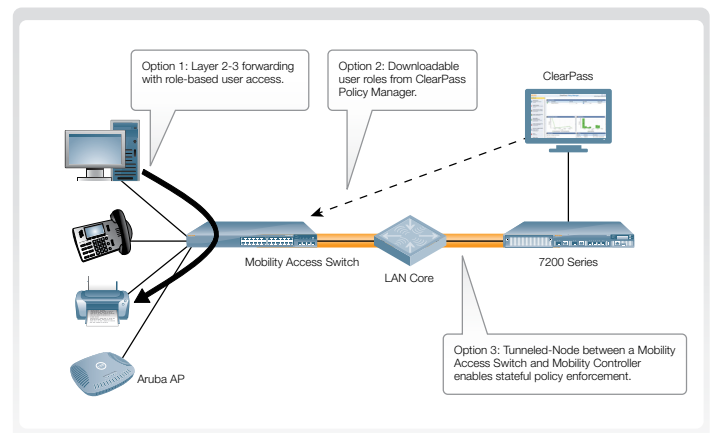 Option 1: Layer 2-3 forwarding
with role-based user access.
Option 2: Downloadable
user roles from ClearPass
Policy Manager.
ClearPass
Mobility Access Switch
LAN Core
7200 Series
Option 3: Tunneled-Node between a Mobility
Access Switch and Mobility Controller
enables stateful policy enforcement.
Aruba AP